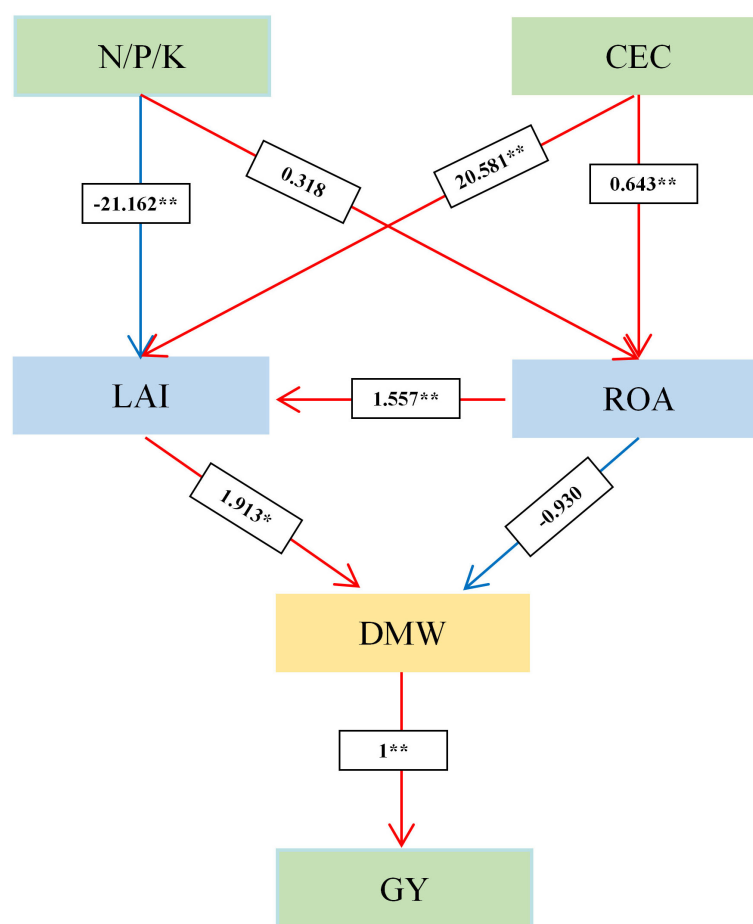 N/P/K
CEC
0.318
20.581**
-21.162**
0.643**
LAI
1.557**
ROA
1.913*
-0.930
DMW
1**
GY